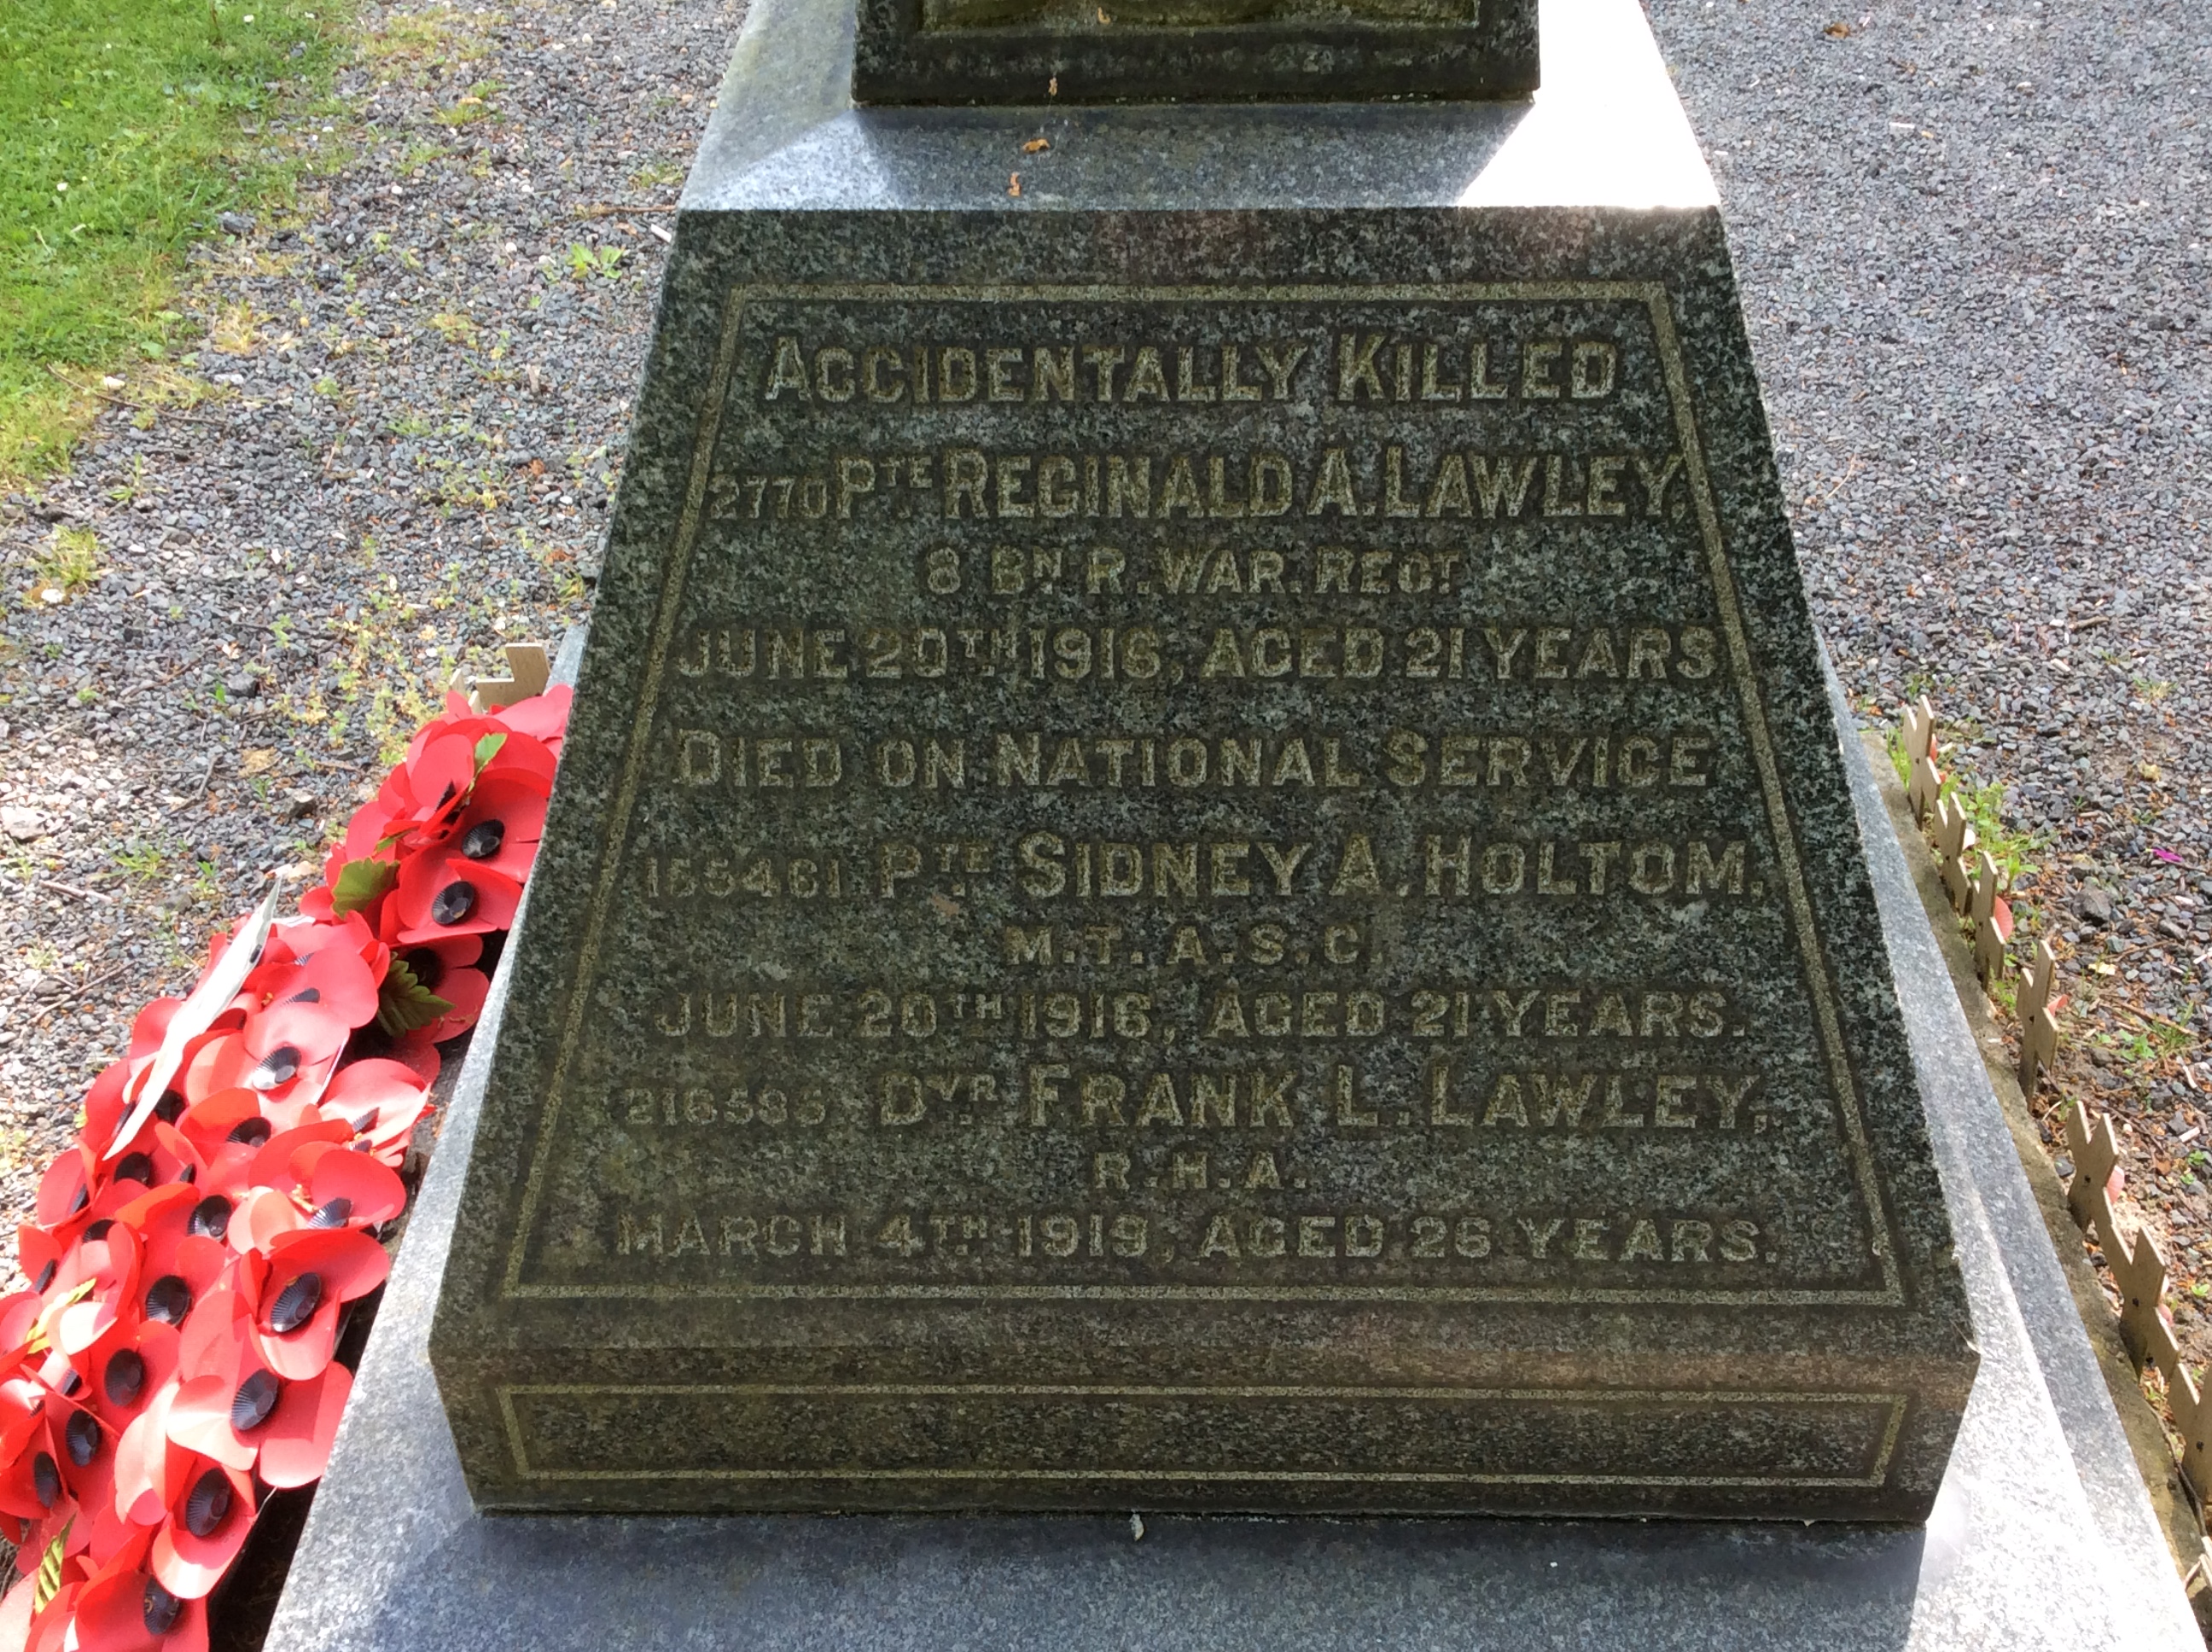 ACCIDENTALLY KILLED
2770 PTE REGINALD A. LAWLEY,
8 BN R. WAR. REGT
JUNE 20TH 1916, AGED 21 YEARS
DIED ON NATIONAL SERVICE
155461 PTE SIDNEY A. HOLTOM.
M.T. A.S.C.
JUNE 20TH 1916, AGED 21 YEARS.
DVR FRANK L. LAWLEY,
R.H.A.
MARCH 4TH 1919, AGED 26 YEARS.